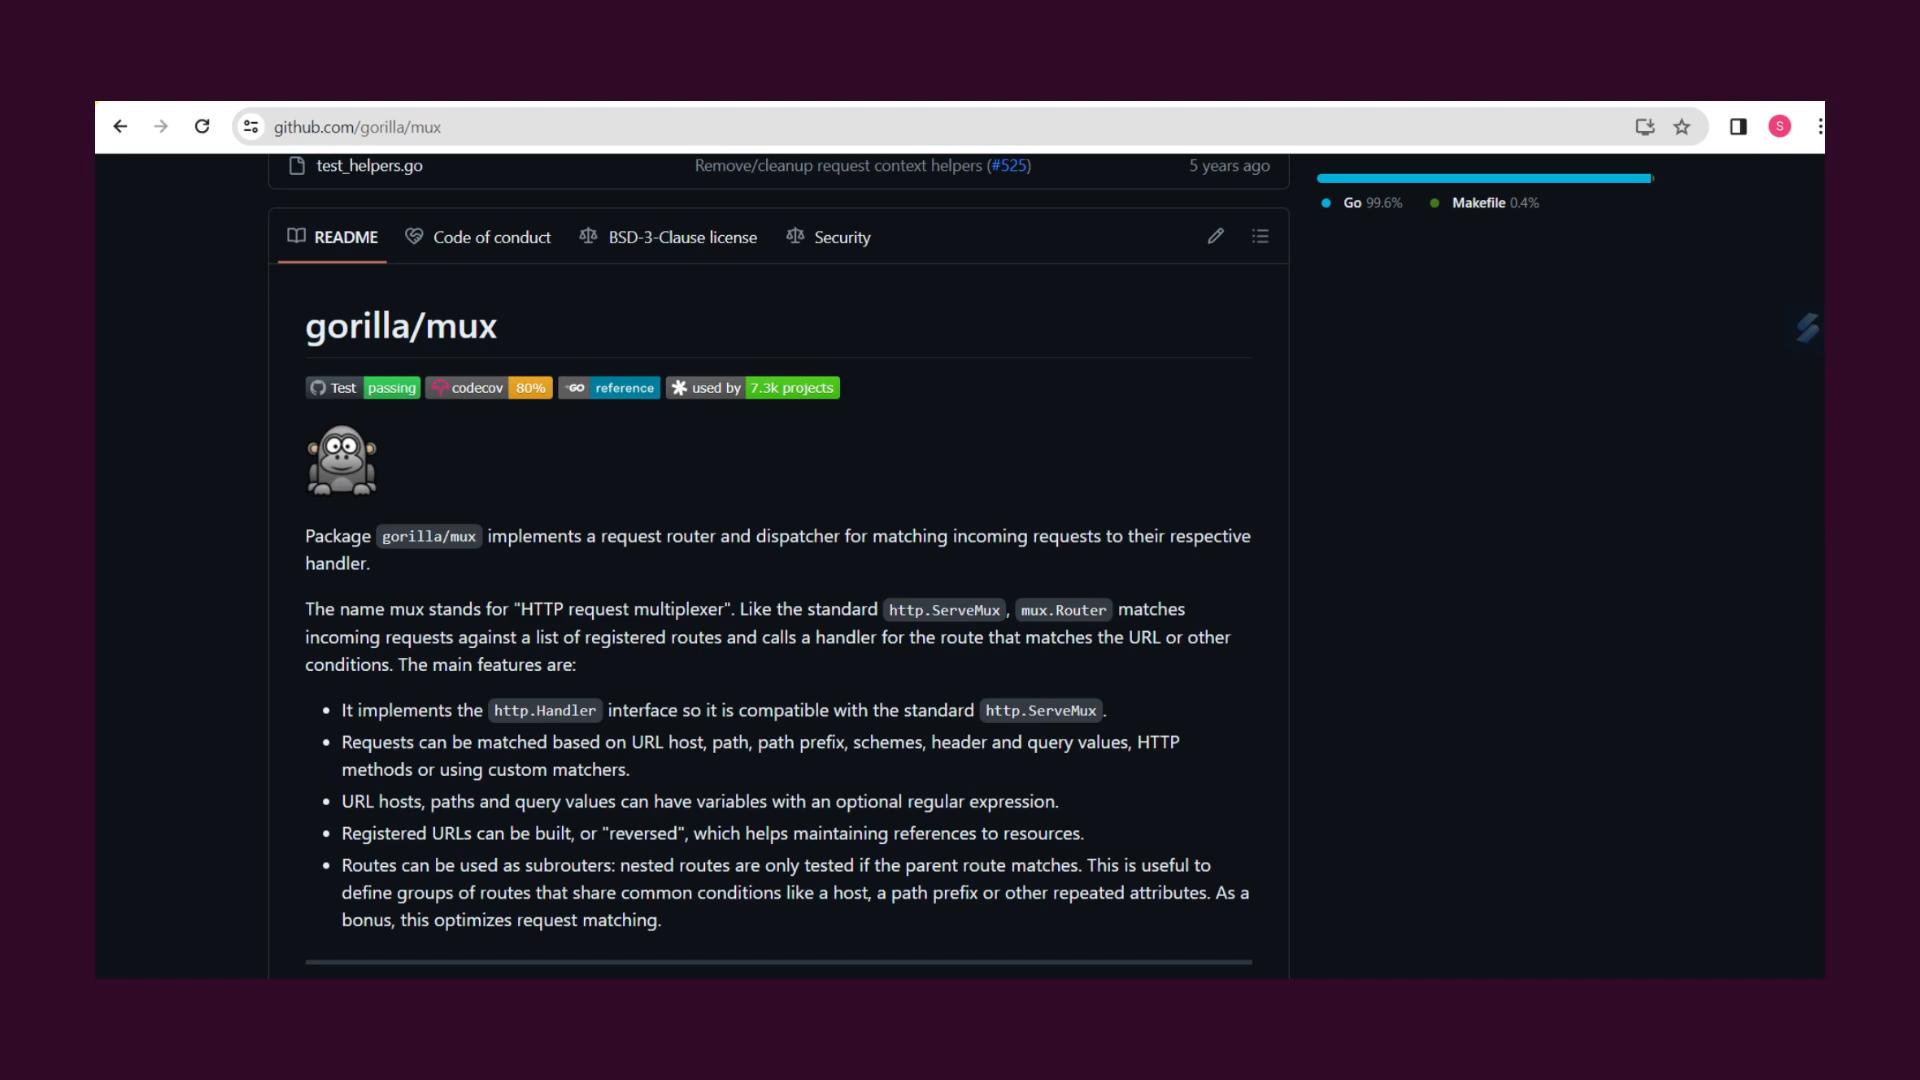 github.com/gorilla/mux
S
test_helpers.go Remove/cleanup request context helpers (#525) 5 years ago
Go 99.6% Makefile 0.4%
README Code of conduct BSD-3-Clause license Security
gorilla/mux
Test passing codecov 80% GO reference used by 7.3k projects
Package gorilla/mux implements a request router and dispatcher for matching incoming requests to their respective
handler.
The name mux stands for "HTTP request multiplexer". Like the standard http.ServeMux, mux.Router matches
incoming requests against a list of registered routes and calls a handler for the route that matches the URL or other
conditions. The main features are:
• It implements the http.Handler interface so it is compatible with the standard http.ServeMux.
• Requests can be matched based on URL host, path, path prefix, schemes, header and query values, HTTP
methods or using custom matchers.
• URL hosts, paths and query values can have variables with an optional regular expression.
• Registered URLs can be built, or "reversed", which helps maintaining references to resources.
• Routes can be used as subrouters: nested routes are only tested if the parent route matches. This is useful to
define groups of routes that share common conditions like a host, a path prefix or other repeated attributes. As a
bonus, this optimizes request matching.